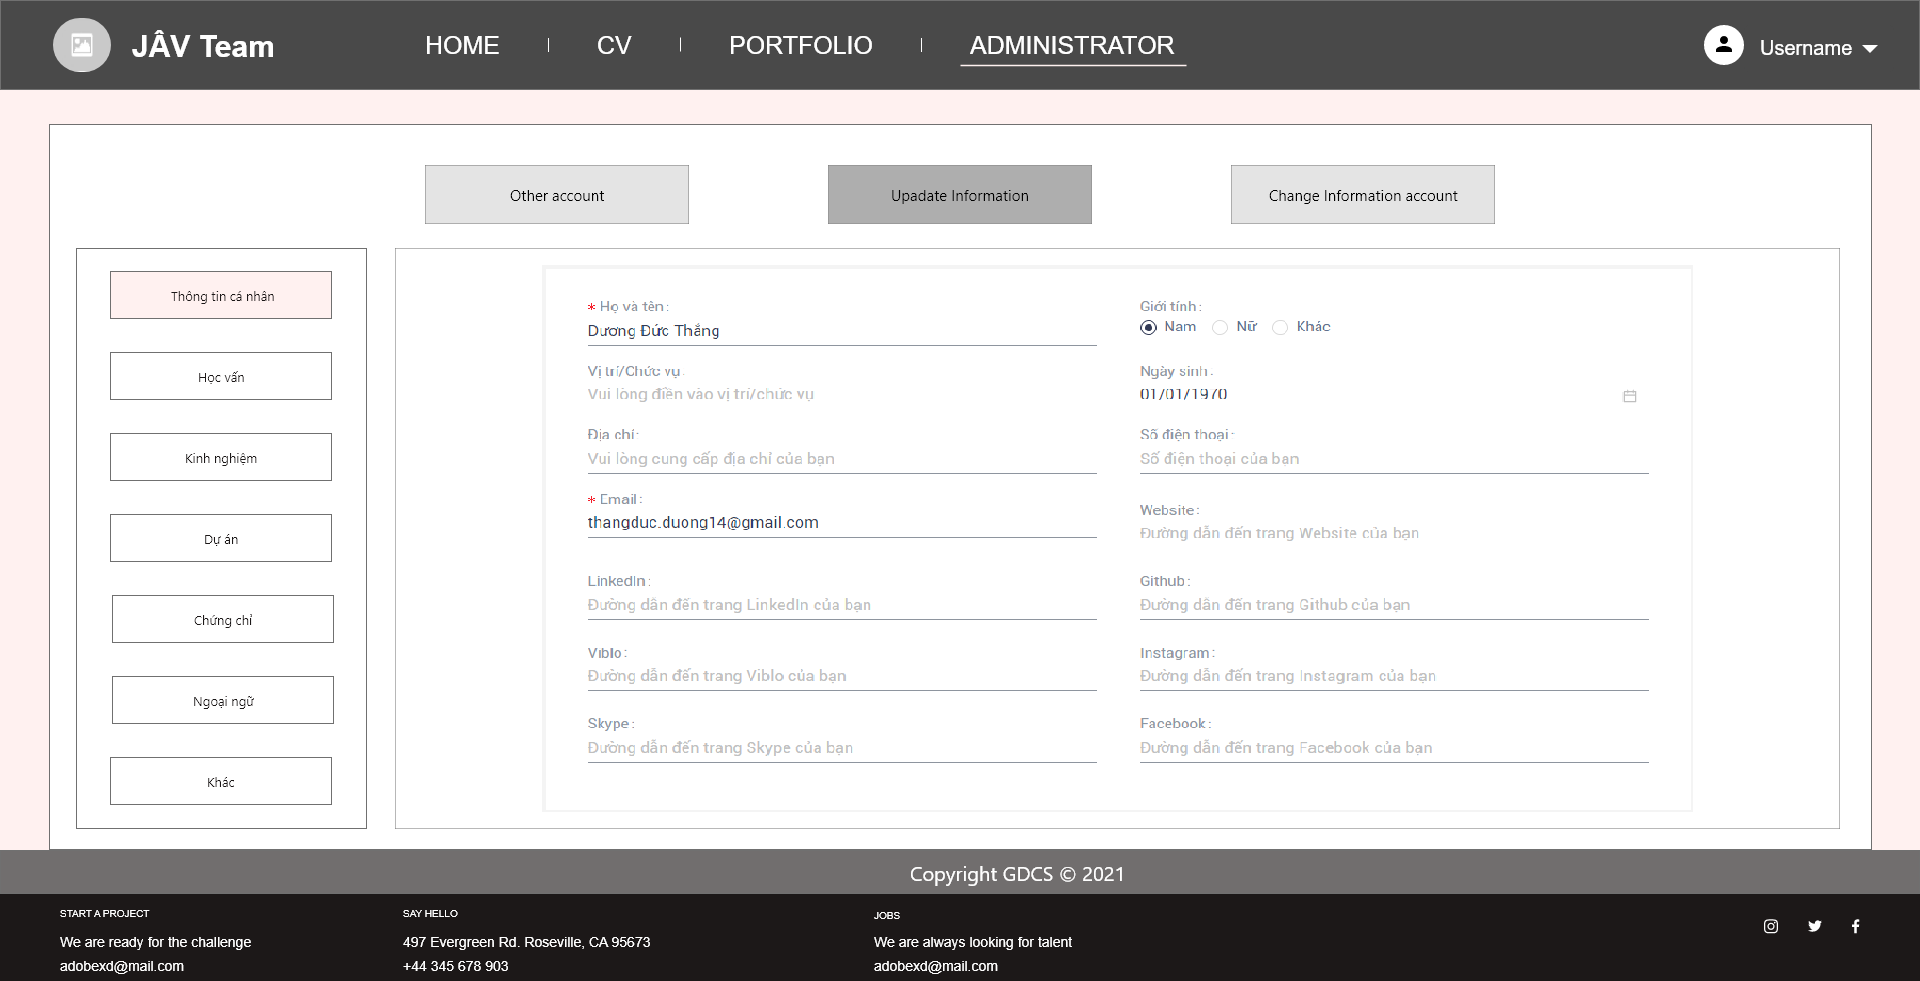 JÂV Team
HOME
CV
PORTFOLIO
ADMINISTRATOR
Username
Other account
Upadate Information
Change Information account
Thông tin cá nhân
Học vấn
Kinh nghiệm
Dự án
Chứng chỉ
Ngoại ngữ
Khác
* Họ và tên:
Dương Đức Thắng
Giới tính:
Nam
Nữ
Khác
Vị trí/Chức vụ:
Vui lòng điền vào vị trí/chức vụ
Ngày sinh:
01/01/1970
Địa chỉ:
Vui lòng cung cấp địa chỉ của bạn
Số điện thoại:
Số điện thoại của bạn
* Email:
thangduc.duong14@gmail.com
Website:
Đường dẫn đến trang Website của bạn
LinkedIn:
Đường dẫn đến trang LinkedIn của bạn
Github:
Đường dẫn đến trang Github của bạn
Viblo:
Đường dẫn đến trang Viblo của bạn
Instagram:
Đường dẫn đến trang Instagram của bạn
Skype:
Đường dẫn đến trang Skype của bạn
Facebook:
Đường dẫn đến trang Facebook của bạn
Copyright GDCS © 2021
START A PROJECT
We are ready for the challenge
adobexd@mail.com
SAY HELLO
497 Evergreen Rd. Roseville, CA 95673
+44 345 678 903
JOBS
We are always looking for talent
adobexd@mail.com